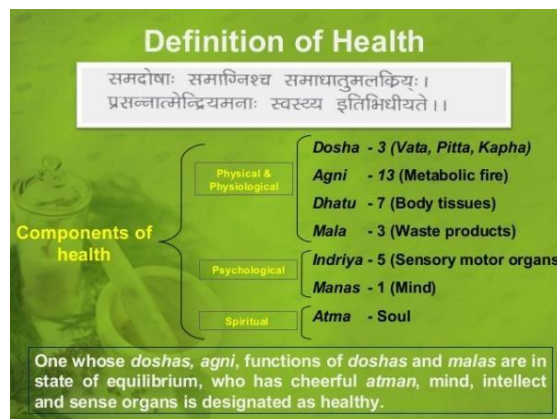 Definition of Health
समदोषाः समाग्निश्च समाधातुमलक्रियः।
प्रसन्नात्मेन्द्रियमनाः स्वस्थ्य इतिभिधीयते।।
Components of
health
Physical &
Physiological
Dosha - 3 (Vata, Pitta, Kapha)
Agni - 13 (Metabolic fire)
Dhatu - 7 (Body tissues)
Mala - 3 (Waste products)
Psychological
Indriya - 5 (Sensory motor organs
Manas - 1 (Mind)
Spiritual
Atma - Soul
One whose doshas, agni, functions of doshas and malas are in
state of equilibrium, who has cheerful atman, mind, intellect
and sense organs is designated as healthy.